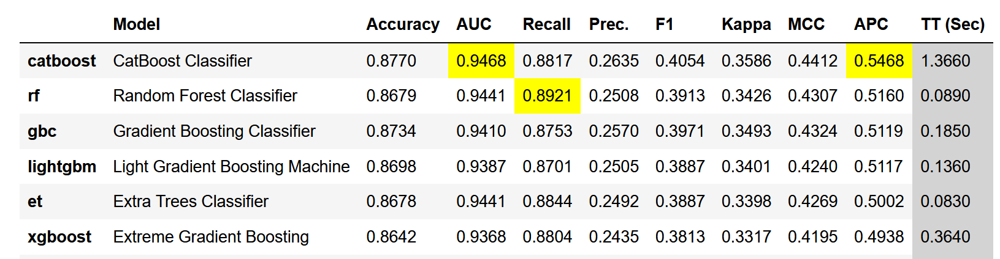 Model Accuracy AUC Recall Prec. F1 Kappa MCC APC TT (Sec)
catboost CatBoost Classifier 0.8770 0.9468 0.8817 0.2635 0.4054 0.3586 0.4412 0.5468 1.3660
rf Random Forest Classifier 0.8679 0.9441 0.8921 0.2508 0.3913 0.3426 0.4307 0.5160 0.0890
gbc Gradient Boosting Classifier 0.8734 0.9410 0.8753 0.2570 0.3971 0.3493 0.4324 0.5119 0.1850
lightgbm Light Gradient Boosting Machine 0.8698 0.9387 0.8701 0.2505 0.3887 0.3401 0.4240 0.5117 0.1360
et Extra Trees Classifier 0.8678 0.9441 0.8844 0.2492 0.3887 0.3398 0.4269 0.5002 0.0830
xgboost Extreme Gradient Boosting 0.8642 0.9368 0.8804 0.2435 0.3813 0.3317 0.4195 0.4938 0.3640